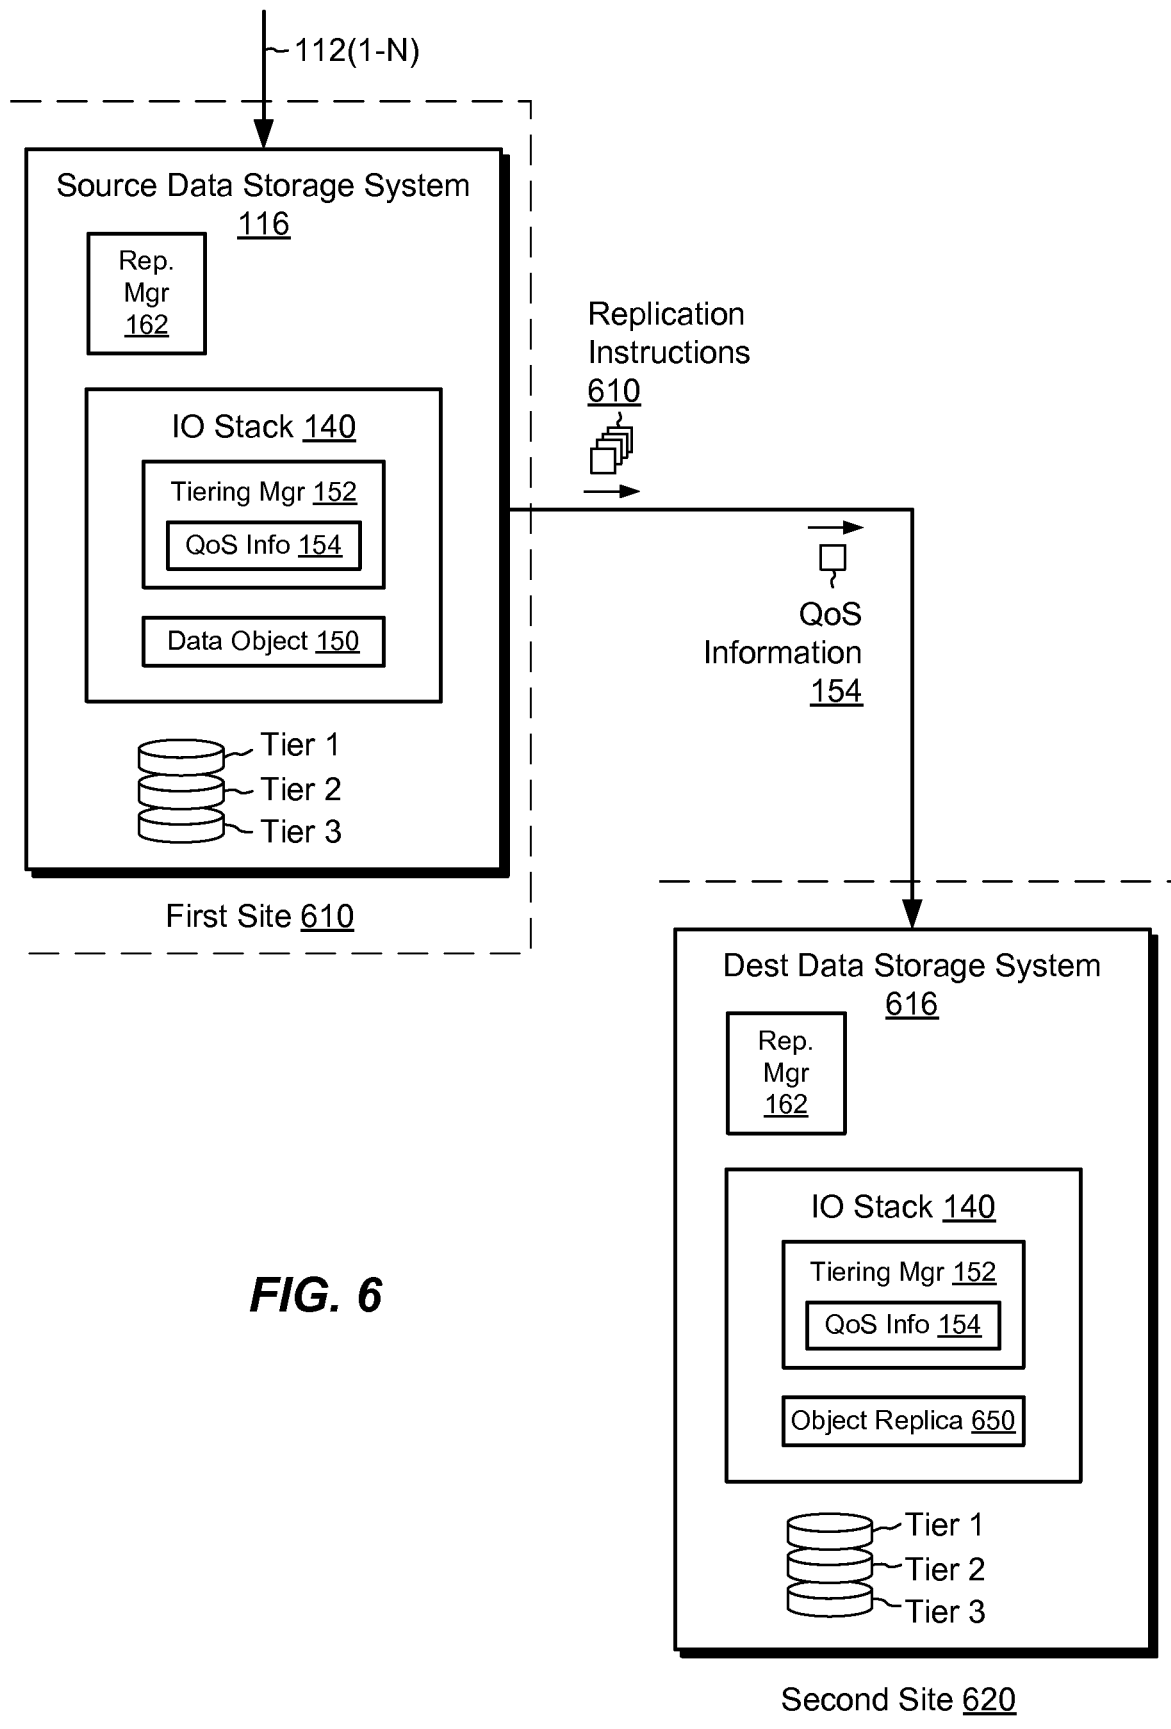 112(1-N)
Source Data Storage System
116
Rep.
Mgr
162
Replication
Instructions
610
IO Stack 140
Tiering Mgr 152
QoS Info 154
Data Object 150
QoS
Information
154
Tier 1
Tier 2
Tier 3
First Site 610
Dest Data Storage System
616
Rep.
Mgr
162
IO Stack 140
Tiering Mgr 152
QoS Info 154
Object Replica 650
FIG. 6
Tier 1
Tier 2
Tier 3
Second Site 620